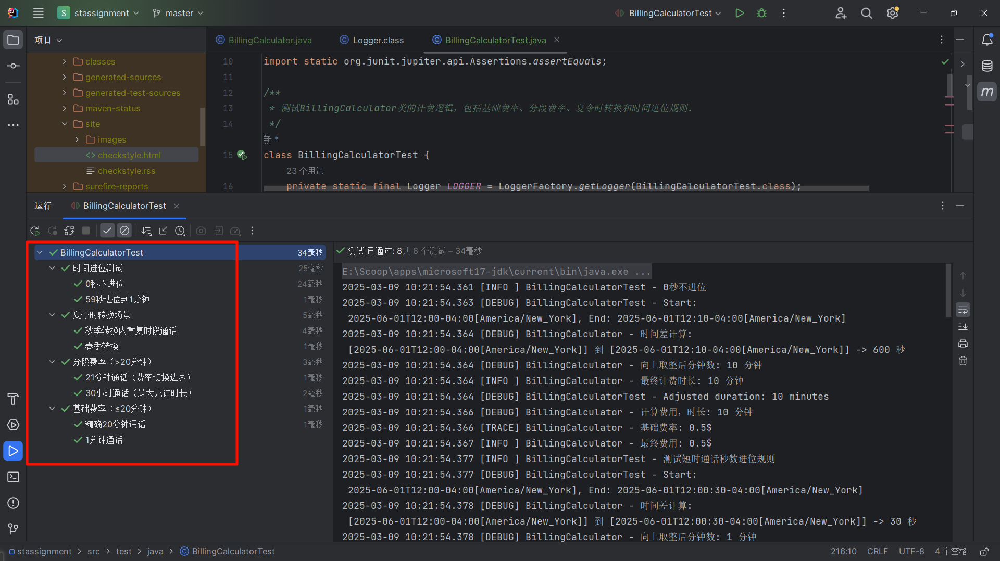 S stassignment master BillingCalculatorTest
项目
BillingCalculator.java Logger.class BillingCalculatorTest.java
classes
generated-sources
generated-test-sources
maven-status
site
images
<> checkstyle.html
checkstyle.rss
surefire-reports
10 import static org.junit.jupiter.api.Assertions.assertEquals;
11
12 /**
13 * 测试BillingCalculator类的计费逻辑，包括基础费率、分段费率、夏令时转换和时间进位规则.
14 */
新 *
15 class BillingCalculatorTest {
23 个用法
16 private static final Logger LOGGER = LoggerFactory.getLogger(BillingCalculatorTest.class);
m
运行 BillingCalculatorTest
BillingCalculatorTest 34毫秒
时间进位测试 25毫秒
0秒不进位 24毫秒
59秒进位到1分钟 1毫秒
夏令时转换场景 5毫秒
秋季转换内重复时段通话 4毫秒
春季转换 1毫秒
分段费率（>20分钟） 3毫秒
21分钟通话（费率切换边界） 1毫秒
30小时通话（最大允许时长） 2毫秒
基础费率（≤20分钟） 1毫秒
精确20分钟通话 1毫秒
1分钟通话
测试 已通过: 8共 8 个测试 – 34毫秒
E:\Scoop\apps\microsoft17-jdk\current\bin\java.exe ...
2025-03-09 10:21:54.361 [INFO ] BillingCalculatorTest - 0秒不进位
2025-03-09 10:21:54.363 [DEBUG] BillingCalculatorTest - Start:
2025-06-01T12:00-04:00[America/New_York], End: 2025-06-01T12:10-04:00[America/New_York]
2025-03-09 10:21:54.364 [DEBUG] BillingCalculator - 时间差计算:
[2025-06-01T12:00-04:00[America/New_York]] 到 [2025-06-01T12:10-04:00[America/New_York]] -> 600 秒
2025-03-09 10:21:54.364 [DEBUG] BillingCalculator - 向上取整后分钟数: 10 分钟
2025-03-09 10:21:54.364 [INFO ] BillingCalculator - 最终计费时长: 10 分钟
2025-03-09 10:21:54.364 [DEBUG] BillingCalculatorTest - Adjusted duration: 10 minutes
2025-03-09 10:21:54.366 [DEBUG] BillingCalculator - 计算费用，时长: 10 分钟
2025-03-09 10:21:54.366 [TRACE] BillingCalculator - 基础费率: 0.5$
2025-03-09 10:21:54.367 [INFO ] BillingCalculator - 最终费用: 0.5$
2025-03-09 10:21:54.377 [INFO ] BillingCalculatorTest - 测试短时通话秒数进位规则
2025-03-09 10:21:54.377 [DEBUG] BillingCalculatorTest - Start:
2025-06-01T12:00-04:00[America/New_York], End: 2025-06-01T12:00:30-04:00[America/New_York]
2025-03-09 10:21:54.378 [DEBUG] BillingCalculator - 时间差计算:
[2025-06-01T12:00-04:00[America/New_York]] 到 [2025-06-01T12:00:30-04:00[America/New_York]] -> 30 秒
2025-03-09 10:21:54.378 [DEBUG] BillingCalculator - 向上取整后分钟数: 1 分钟
stassignment > src > test > java > BillingCalculatorTest 216:10 CRLF UTF-8 4 个空格